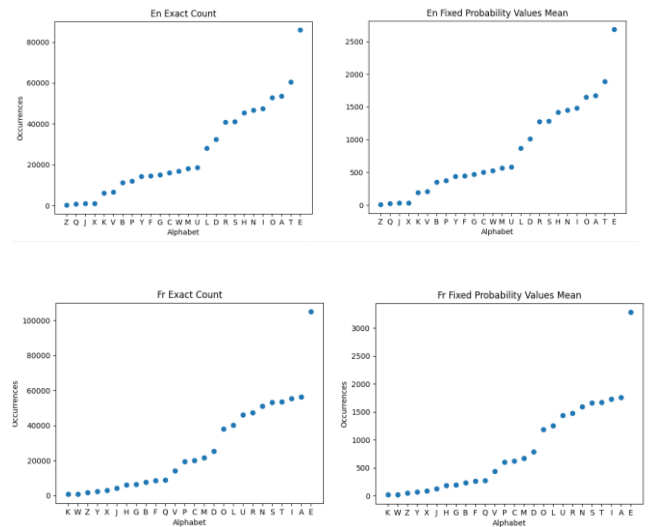 En Exact Count
80000
60000
40000
20000
0
Occurrences
Z Q J X K V B P Y F G C W M U L D R S H N I O A T E
Alphabet
En Fixed Probability Values Mean
2500
2000
1500
1000
500
0
Z Q J X K V B P Y F G C W M U L D R S H N I O A T E
Alphabet
Fr Exact Count
100000
80000
60000
40000
20000
0
Occurrences
K W Z Y X J H G B F Q V P C M D O L U R N S T I A E
Alphabet
Fr Fixed Probability Values Mean
3000
2500
2000
1500
1000
500
0
Occurrences
K W Z Y X J H G B F Q V P C M D O L U R N S T I A E
Alphabet